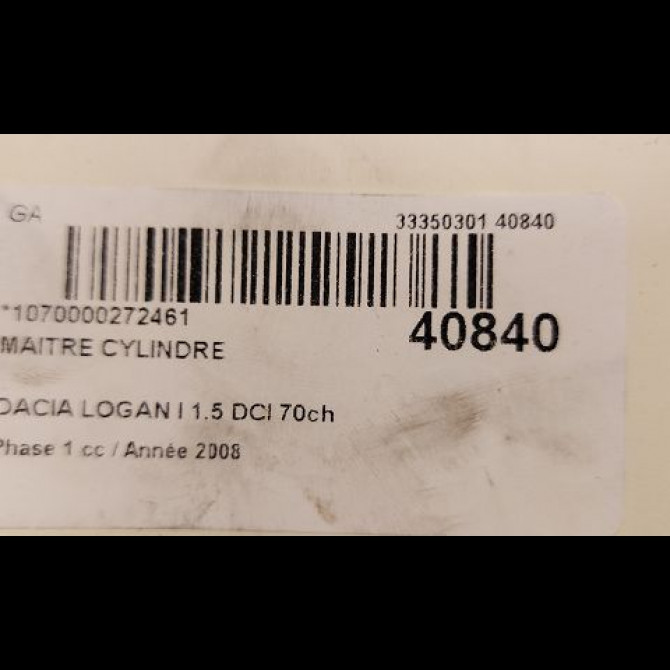 GA
33350301 40840
*1070000272461
40840
MAITRE CYLINDRE
DACIA LOGAN I 1.5 DCI 70ch
Phase 1 cc / Année 2008